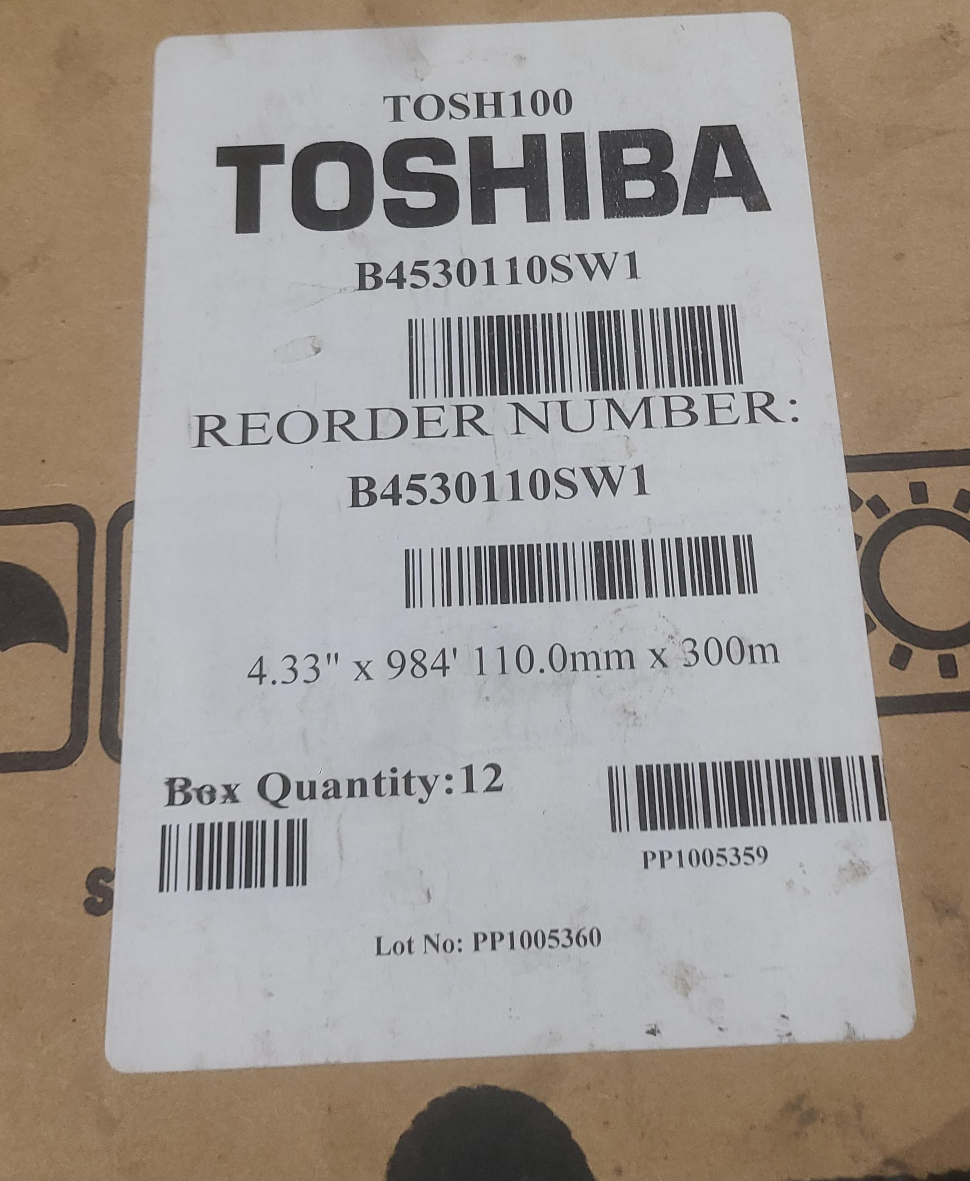 TOSH100
TOSHIBA
B4530110SW1
REORDER NUMBER:
B4530110SW1
4.33" x 984' 110.0mm x 300m
Box Quantity:12
PP1005359
Lot No: PP1005360